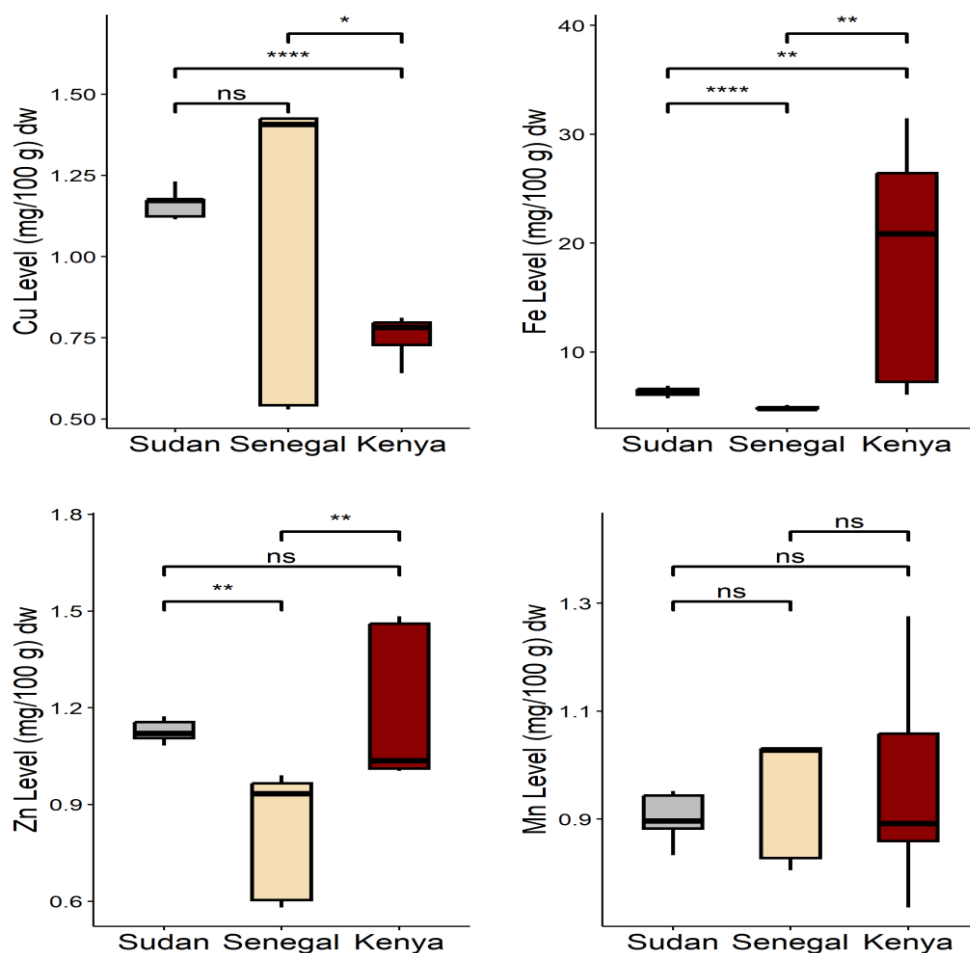 Cu Level (mg/100 g) dw
1.50
1.25
1.00
0.75
0.50
*
****
ns
Sudan Senegal Kenya
Fe Level (mg/100 g) dw
40
30
20
10
**
**
****
Sudan Senegal Kenya
Zn Level (mg/100 g) dw
1.8
1.5
1.2
0.9
0.6
**
ns
**
Sudan Senegal Kenya
Mn Level (mg/100 g) dw
1.3
1.1
0.9
ns
ns
ns
Sudan Senegal Kenya